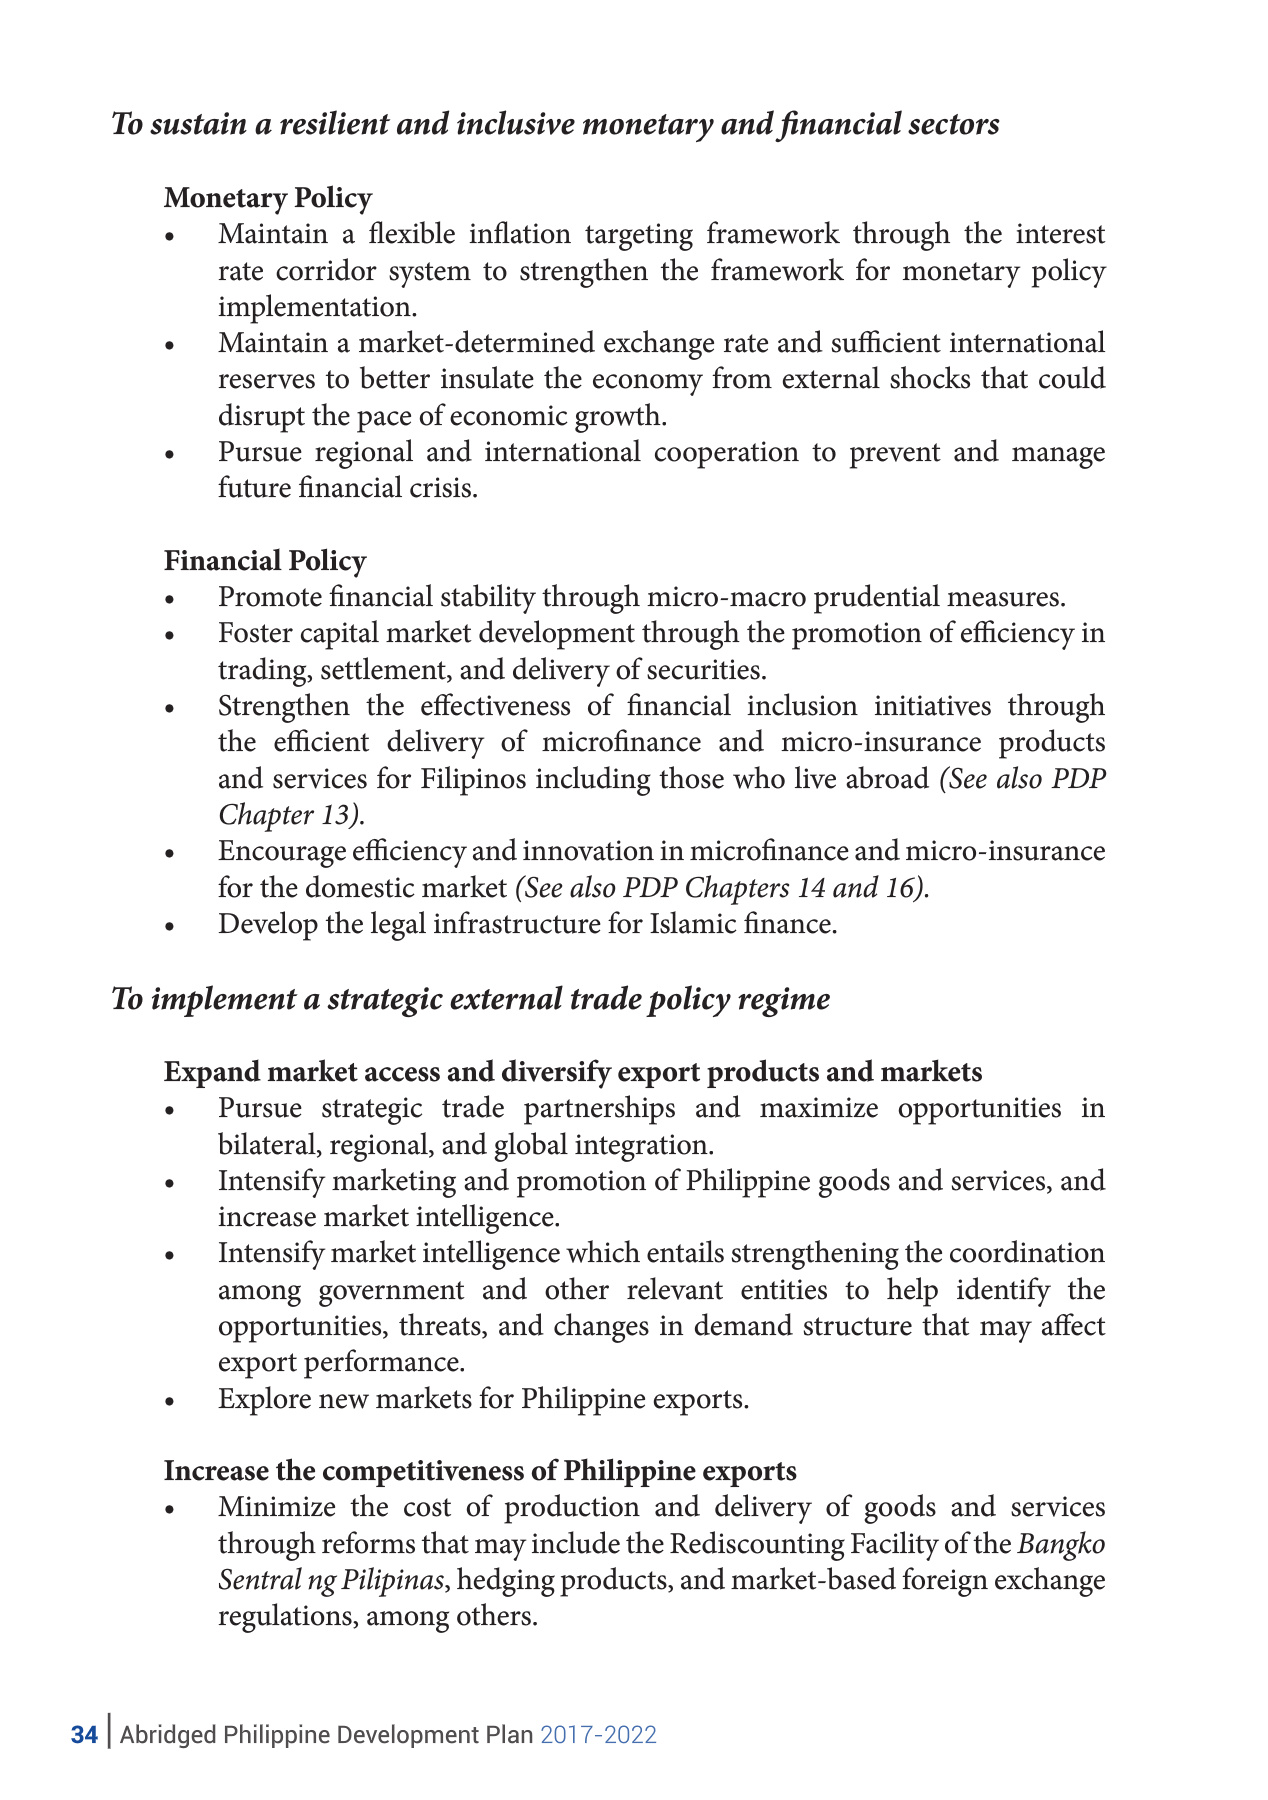 To sustain a resilient and inclusive monetary and financial sectors
Monetary Policy
• Maintain a flexible inflation targeting framework through the interest
rate corridor system to strengthen the framework for monetary policy
implementation.
• Maintain a market-determined exchange rate and sufficient international
reserves to better insulate the economy from external shocks that could
disrupt the pace of economic growth.
• Pursue regional and international cooperation to prevent and manage
future financial crisis.
Financial Policy
• Promote financial stability through micro-macro prudential measures.
• Foster capital market development through the promotion of efficiency in
trading, settlement, and delivery of securities.
• Strengthen the effectiveness of financial inclusion initiatives through
the efficient delivery of microfinance and micro-insurance products
and services for Filipinos including those who live abroad (See also PDP
Chapter 13).
• Encourage efficiency and innovation in microfinance and micro-insurance
for the domestic market (See also PDP Chapters 14 and 16).
• Develop the legal infrastructure for Islamic finance.
To implement a strategic external trade policy regime
Expand market access and diversify export products and markets
• Pursue strategic trade partnerships and maximize opportunities in
bilateral, regional, and global integration.
• Intensify marketing and promotion of Philippine goods and services, and
increase market intelligence.
• Intensify market intelligence which entails strengthening the coordination
among government and other relevant entities to help identify the
opportunities, threats, and changes in demand structure that may affect
export performance.
• Explore new markets for Philippine exports.
Increase the competitiveness of Philippine exports
• Minimize the cost of production and delivery of goods and services
through reforms that may include the Rediscounting Facility of the Bangko
Sentral ng Pilipinas, hedging products, and market-based foreign exchange
regulations, among others.
34 | Abridged Philippine Development Plan 2017-2022